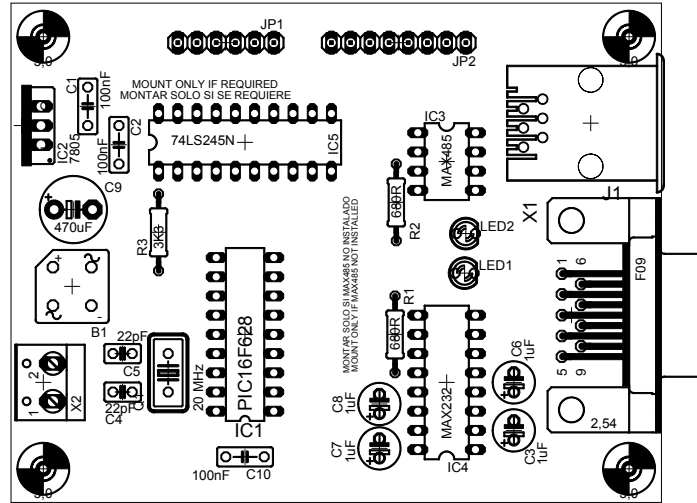 JP1
JP2
3,0
3,0
C1
100nF
MOUNT ONLY IF REQUIRED
MONTAR SOLO SI SE REQUIERE
IC2
7805
C2
100nF
74LS245N
IC5
IC3
MAX485
J1
C9
470uF
R3
3K3
680R
R2
LED2
LED1
X1
F09
1
6
5
9
2,54
B1
MONTAR SOLO SI MAX485 NO INSTALADO
MOUNT ONLY IF MAX485 NOT INSTALLED
R1
680R
PIC16F628
IC1
22pF
C5
22pF
C4
20 MHz
2
1
X2
C8
1uF
C7
1uF
MAX232
IC4
C6
1uF
C3
1uF
100nF
C10
3,0
3,0